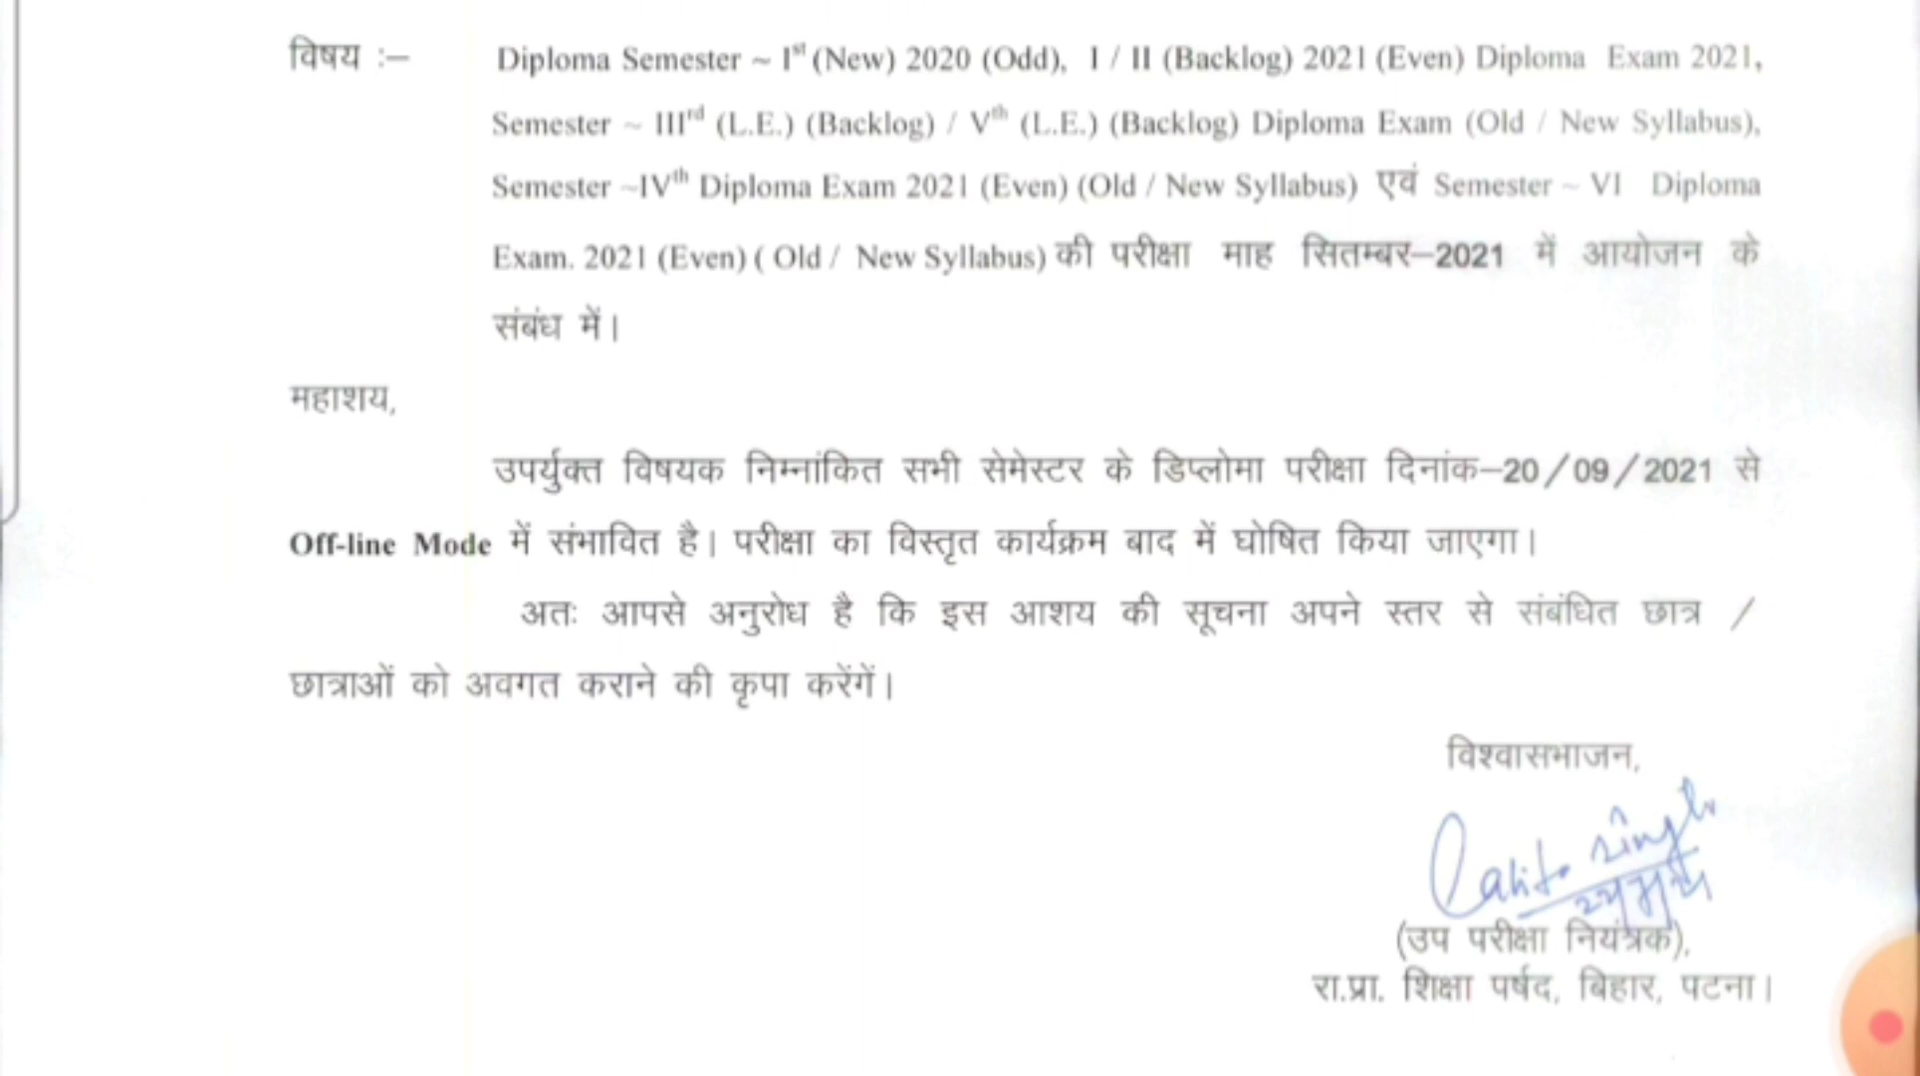 विषय :– Diploma Semester ~ Ist (New) 2020 (Odd), I / II (Backlog) 2021 (Even) Diploma Exam 2021,
Semester ~ IIIrd (L.E.) (Backlog) / Vth (L.E.) (Backlog) Diploma Exam (Old / New Syllabus),
Semester ~IVth Diploma Exam 2021 (Even) (Old / New Syllabus) एवं Semester ~ VI Diploma
Exam. 2021 (Even) ( Old / New Syllabus) की परीक्षा माह सितम्बर–2021 में आयोजन के
संबंध में।
महाशय,
उपर्युक्त विषयक निम्नांकित सभी सेमेस्टर के डिप्लोमा परीक्षा दिनांक–20/09/2021 से
Off-line Mode में संभावित है। परीक्षा का विस्तृत कार्यक्रम बाद में घोषित किया जाएगा।
अतः आपसे अनुरोध है कि इस आशय की सूचना अपने स्तर से संबंधित छात्र /
छात्राओं को अवगत कराने की कृपा करेंगें।
विश्वासभाजन,
Lalita Singh
(उप परीक्षा नियंत्रक),
रा.प्रा. शिक्षा पर्षद, बिहार, पटना।